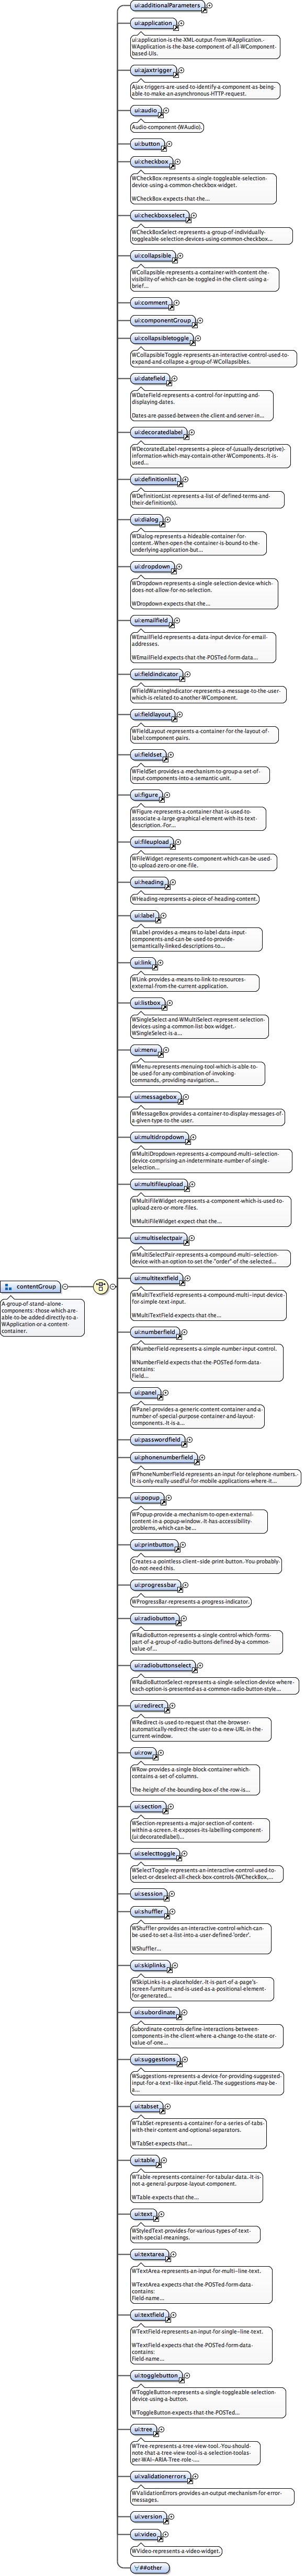 ui:additionalParameters
ui:application
ui:application-is-the-XML-output-from-WApplication.-
WApplication-is-the-base-component-of-all-WComponent-
based-UIs.
ui:ajaxtrigger
Ajax-triggers-are-used-to-identify-a-component-as-being-
able-to-make-an-asynchronous-HTTP-request.
ui:audio
Audio-component-(WAudio).
ui:button
ui:checkbox
WCheckBox-represents-a-single-toggleable-selection-
device-using-a-common-checkbox-widget.
WCheckBox-expects-that-the...
ui:checkboxselect
WCheckBoxSelect-represents-a-group-of-individually-
toggleable-selection-devices-using-common-checkbox...
ui:collapsible
WCollapsible-represents-a-container-with-content-the-
visibility-of-which-can-be-toggled-in-the-client-using-a-
brief...
ui:comment
ui:componentGroup
ui:collapsibletoggle
WCollapsibleToggle-represents-an-interactive-control-used-to-
expand-and-collapse-a-group-of-WCollapsibles.
ui:datefield
WDateField-represents-a-control-for-inputting-and-
displaying-dates.
Dates-are-passed-between-the-client-and-server-in...
ui:decoratedlabel
WDecoratedLabel-represents-a-piece-of-(usually-descriptive)-
information-which-may-contain-other-WComponents.-It-is-
used...
ui:definitionlist
WDefinitionList-represents-a-list-of-defined-terms-and-
their-definition(s).
ui:dialog
WDialog-represents-a-hideable-container-for-
content.-When-open-the-container-is-bound-to-the-
underlying-application-but...
ui:dropdown
WDropdown-represents-a-single-selection-device-which-
does-not-allow-for-no-selection.
WDropdown-expects-that-the...
ui:emailfield
WEmailField-represents-a-data-input-device-for-email-
addresses.
WEmailField-expects-that-the-POSTed-form-data...
ui:fieldindicator
WFieldWarningIndicator-represents-a-message-to-the-user-
which-is-related-to-another-WComponent.
ui:fieldlayout
WFieldLayout-represents-a-container-for-the-layout-of-
label:component-pairs.
ui:fieldset
WFieldSet-provides-a-mechanism-to-group-a-set-of-
input-components-into-a-semantic-unit.
ui:figure
WFigure-represents-a-container-that-is-used-to-
associate-a-large-graphical-element-with-its-text-
description.-For...
ui:fileupload
WFileWidget-represents-component-which-can-be-used-
to-upload-zero-or-one-file.
ui:heading
WHeading-represents-a-piece-of-heading-content.
ui:label
WLabel-provides-a-means-to-label-data-input-
components-and-can-be-used-to-provide-
semantically-linked-descriptions-to...
ui:link
WLink-provides-a-means-to-link-to-resources-
external-from-the-current-application.
ui:listbox
WSingleSelect-and-WMultiSelect-represent-selection-
devices-using-a-common-list-box-widget.-
WSingleSelect-is-a...
ui:menu
WMenu-represents-menuing-tool-which-is-able-to-
be-used-for-any-combination-of-invoking-
commands,-providing-navigation...
ui:messagebox
WMessageBox-provides-a-container-to-display-messages-of-
a-given-type-to-the-user.
ui:multidropdown
WMultiDropdown-represents-a-compound-multi-selection-
device-comprising-an-indeterminate-number-of-single-
selection...
ui:multifileupload
WMultiFileWidget-represents-a-component-which-is-used-to-
upload-zero-or-more-files.
WMultiFileWidget-expect-that-the...
ui:multiselectpair
WMultiSelectPair-represents-a-compound-multi-selection-
device-with-an-option-to-set-the-"order"-of-the-selected...
contentGroup
A-group-of-stand-alone-
components:-those-which-are-
able-to-be-added-directly-to-a-
WApplication-or-a-content-
container.
ui:multitextfield
WMultiTextField-represents-a-compound-multi-input-device-
for-simple-text-input.
WMultiTextField-expects-that-the...
ui:numberfield
WNumberField-represents-a-simple-number-input-control.
WNumberField-expects-that-the-POSTed-form-data-
contains:
Field...
ui:panel
WPanel-provides-a-generic-content-container-and-a-
number-of-special-purpose-container-and-layout-
components.-It-is-a...
ui:passwordfield
ui:phonenumberfield
WPhoneNumberField-represents-an-input-for-telephone-numbers.-
It-is-only-really-useful-for-mobile-applications-where-it...
ui:popup
WPopup-provide-a-mechanism-to-open-external-
content-in-a-popup-window.-It-has-accessibility-
problems,-which-can-be...
ui:printbutton
Creates-a-pointless-client-side-print-button.-You-probably-
do-not-need-this.
ui:progressbar
WProgressBar-represents-a-progress-indicator.
ui:radiobutton
WRadioButton-represents-a-single-control-which-forms-
part-of-a-group-of-radio-buttons-defined-by-a-common-
value-of...
ui:radiobuttonselect
WRadioButtonSelect-represents-a-single-selection-device-where-
each-option-is-presented-as-a-common-radio-button-style...
ui:redirect
WRedirect-is-used-to-request-that-the-browser-
automatically-redirect-the-user-to-a-new-URL-in-the-
current-window.
ui:row
WRow-provides-a-single-block-container-which-
contains-a-set-of-columns.
The-height-of-the-bounding-box-of-the-row-is...
ui:section
WSection-represents-a-major-section-of-content-
within-a-screen.-It-exposes-its-labelling-component-
(ui:decoratedlabel)...
ui:selecttoggle
WSelectToggle-represents-an-interactive-control-used-to-
select-or-deselect-all-check-box-controls-(WCheckBox,...
ui:session
ui:shuffler
WShuffler-provides-an-interactive-control-which-can-
be-used-to-set-a-list-into-a-user-defined-'order'.
WShuffler...
ui:skiplinks
WSkipLinks-is-a-placeholder.-It-is-part-of-a-page's-
screen-furniture-and-is-used-as-a-positional-element-
for-generated...
ui:subordinate
Subordinate-controls-define-interactions-between-
components-in-the-client-where-a-change-to-the-state-or-
value-of-one...
ui:suggestions
WSuggestions-represents-a-device-for-providing-suggested-
input-for-a-text-like-input-field.-The-suggestions-may-be-
a...
ui:tabset
WTabSet-represents-a-container-for-a-series-of-tabs-
with-their-content-and-optional-separators.
WTabSet-expects-that...
ui:table
WTable-represents-container-for-tabular-data.-It-is-
not-a-general-purpose-layout-component.
WTable-expects-that-the...
ui:text
WStyledText-provides-for-various-types-of-text-
with-special-meanings.
ui:textarea
WTextArea-represents-an-input-for-multi-line-text.
WTextArea-expects-that-the-POSTed-form-data-
contains:
Field-name...
ui:textfield
WTextField-represents-an-input-for-single-line-text.
WTextField-expects-that-the-POSTed-form-data-
contains:
Field-name...
ui:togglebutton
WToggleButton-represents-a-single-toggleable-selection-
device-using-a-button.
WToggleButton-expects-that-the-POSTed...
ui:tree
WTree-represents-a-tree-view-tool.-You-should-
note-that-a-tree-view-tool-is-a-selection-toolas-
per-WAI-ARIA-Tree-role-....
ui:validationerrors
WValidationErrors-provides-an-output-mechanism-for-error-
messages.
ui:version
ui:video
WVideo-represents-a-video-widget.
##other